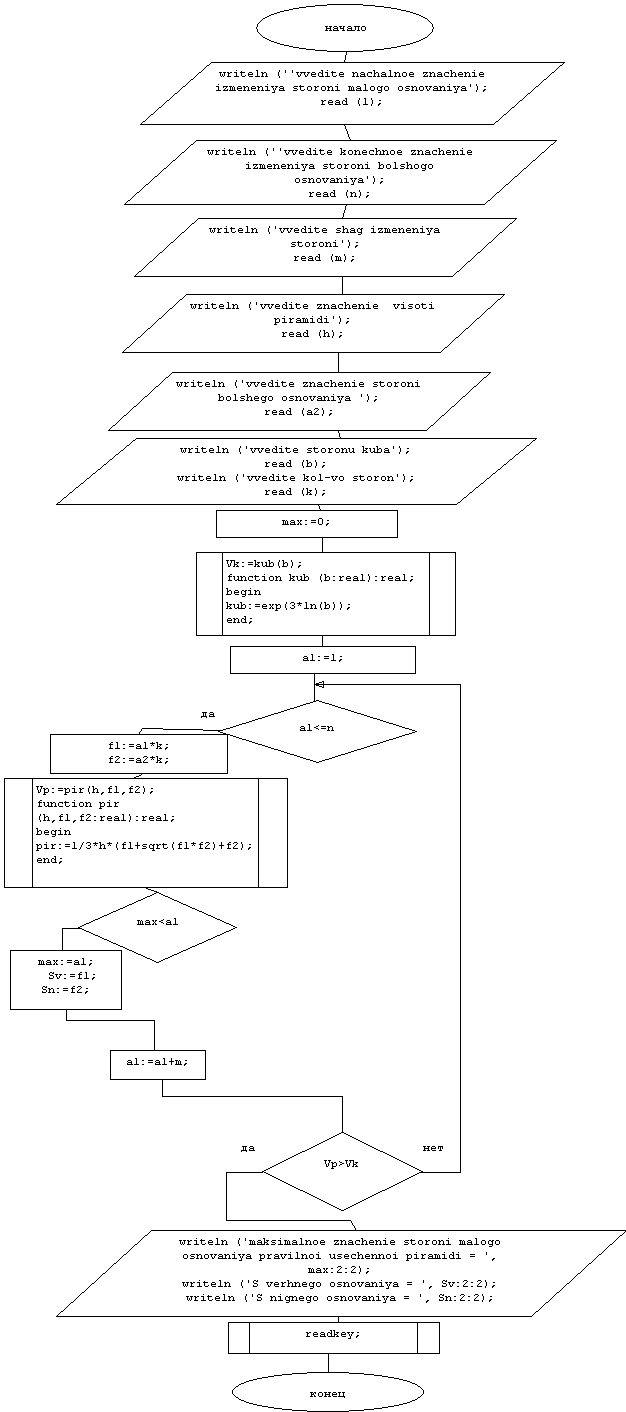 начало
writeln (''vvedite nachalnoe znachenie
izmeneniya storoni malogo osnovaniya');
read (l);
writeln (''vvedite konechnoe znachenie
izmeneniya storoni bolshogo
osnovaniya');
read (n);
writeln ('vvedite shag izmeneniya
storoni');
read (m);
writeln ('vvedite znachenie  visoti
piramidi');
read (h);
writeln ('vvedite znachenie storoni
bolshego osnovaniya ');
read (a2);
writeln ('vvedite storonu kuba');
read (b);
writeln ('vvedite kol-vo storon');
read (k);
max:=0;
Vk:=kub(b);
function kub (b:real):real;
begin
kub:=exp(3*ln(b));
end;
a1:=l;
да
a1<=n
f1:=a1*k;
f2:=a2*k;
Vp:=pir(h,f1,f2);
function pir
(h,f1,f2:real):real;
begin
pir:=1/3*h*(f1+sqrt(f1*f2)+f2);
end;
max<a1
max:=a1;
Sv:=f1;
Sn:=f2;
a1:=a1+m;
да
нет
Vp>Vk
writeln ('maksimalnoe znachenie storoni malogo
osnovaniya pravilnoi usechennoi piramidi = ',
max:2:2);
writeln ('S verhnego osnovaniya = ', Sv:2:2);
writeln ('S nignego osnovaniya = ', Sn:2:2);
readkey;
конец